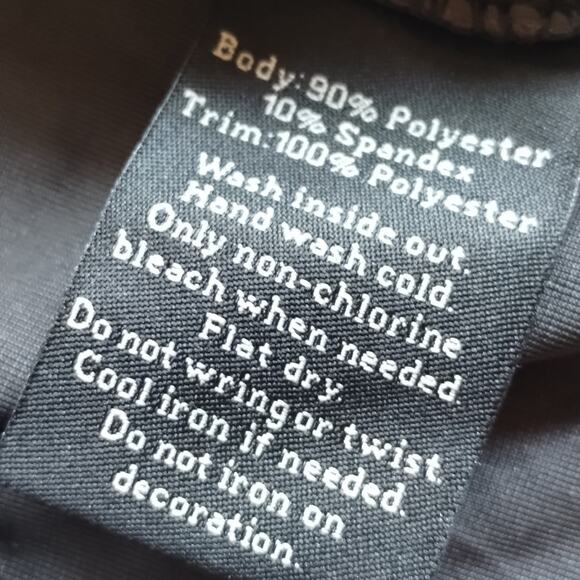 Body:90% Polyester
10% Spandex
Trim:100% Polyester
Wash inside out.
Hand wash cold.
Only non-chlorine
bleach when needed
Flat dry
Do not wring or twist.
Cool iron if needed.
Do not iron on
decoration.